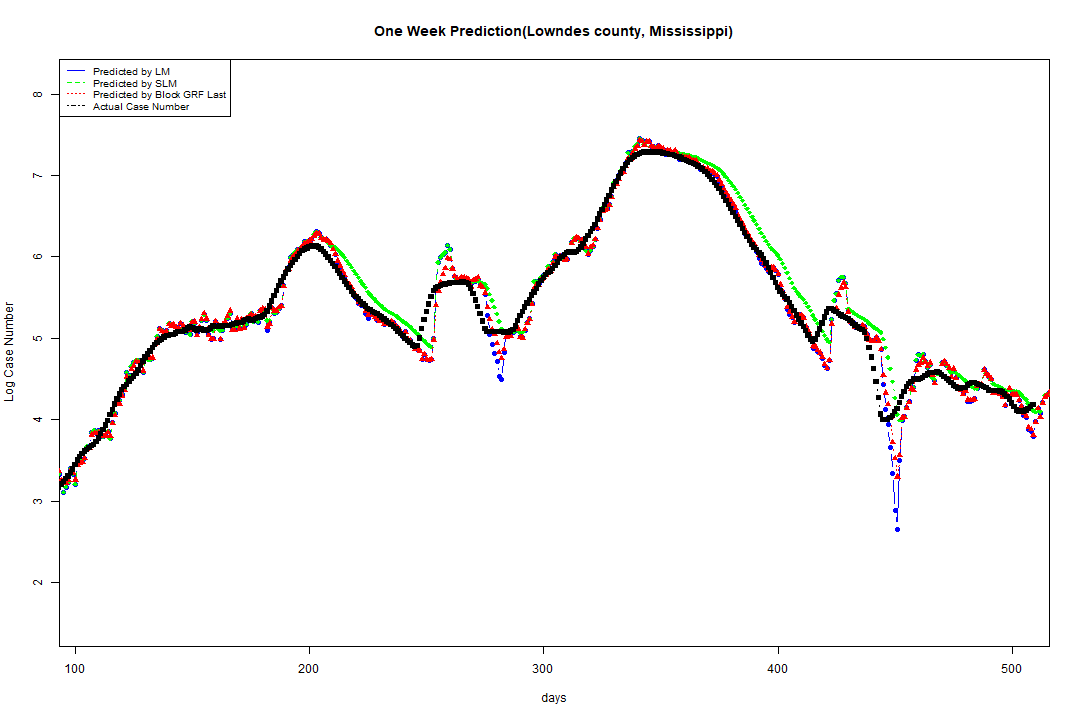 One Week Prediction(Lowndes county, Mississippi)
Predicted by LM
Predicted by SLM
Predicted by Block GRF Last
Actual Case Number
8
7
6
5
4
3
2
Log Case Number
100 200 300 400 500
days